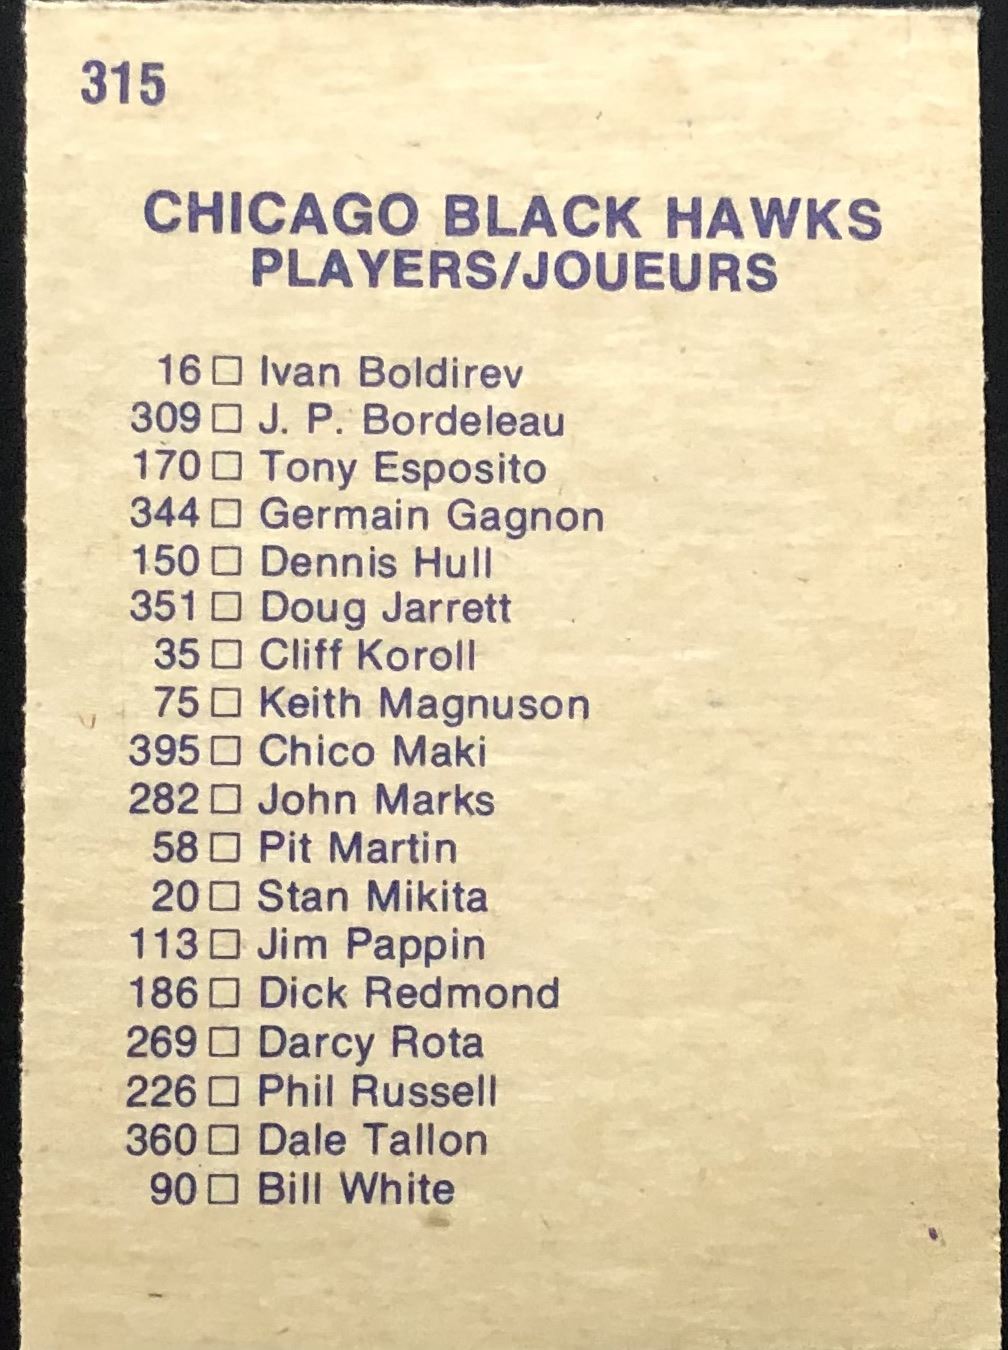 315
CHICAGO BLACK HAWKS
PLAYERS/JOUEURS
16 □ Ivan Boldirev
309 □ J. P. Bordeleau
170 □ Tony Esposito
344 □ Germain Gagnon
150 □ Dennis Hull
351 □ Doug Jarrett
35 □ Cliff Koroll
75 □ Keith Magnuson
395 □ Chico Maki
282 □ John Marks
58 □ Pit Martin
20 □ Stan Mikita
113 □ Jim Pappin
186 □ Dick Redmond
269 □ Darcy Rota
226 □ Phil Russell
360 □ Dale Tallon
90 □ Bill White